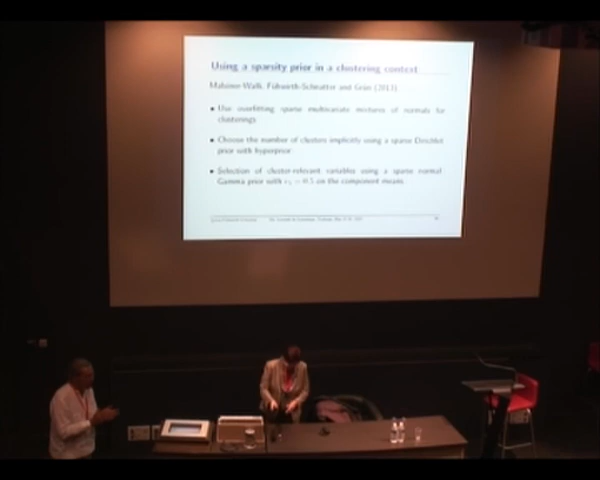 Using a sparsity prior in a clustering context
Malsiner-Walli, Frühwirth-Schnatter and Grün (2013)
• Use overfitting sparse multivariate mixtures of normals for
clusterings
• Choose the number of clusters implicitly using a sparse Dirichlet
prior with hyperprior
• Selection of cluster-relevant variables using a sparse normal
Gamma prior with = 0.5 on the component means